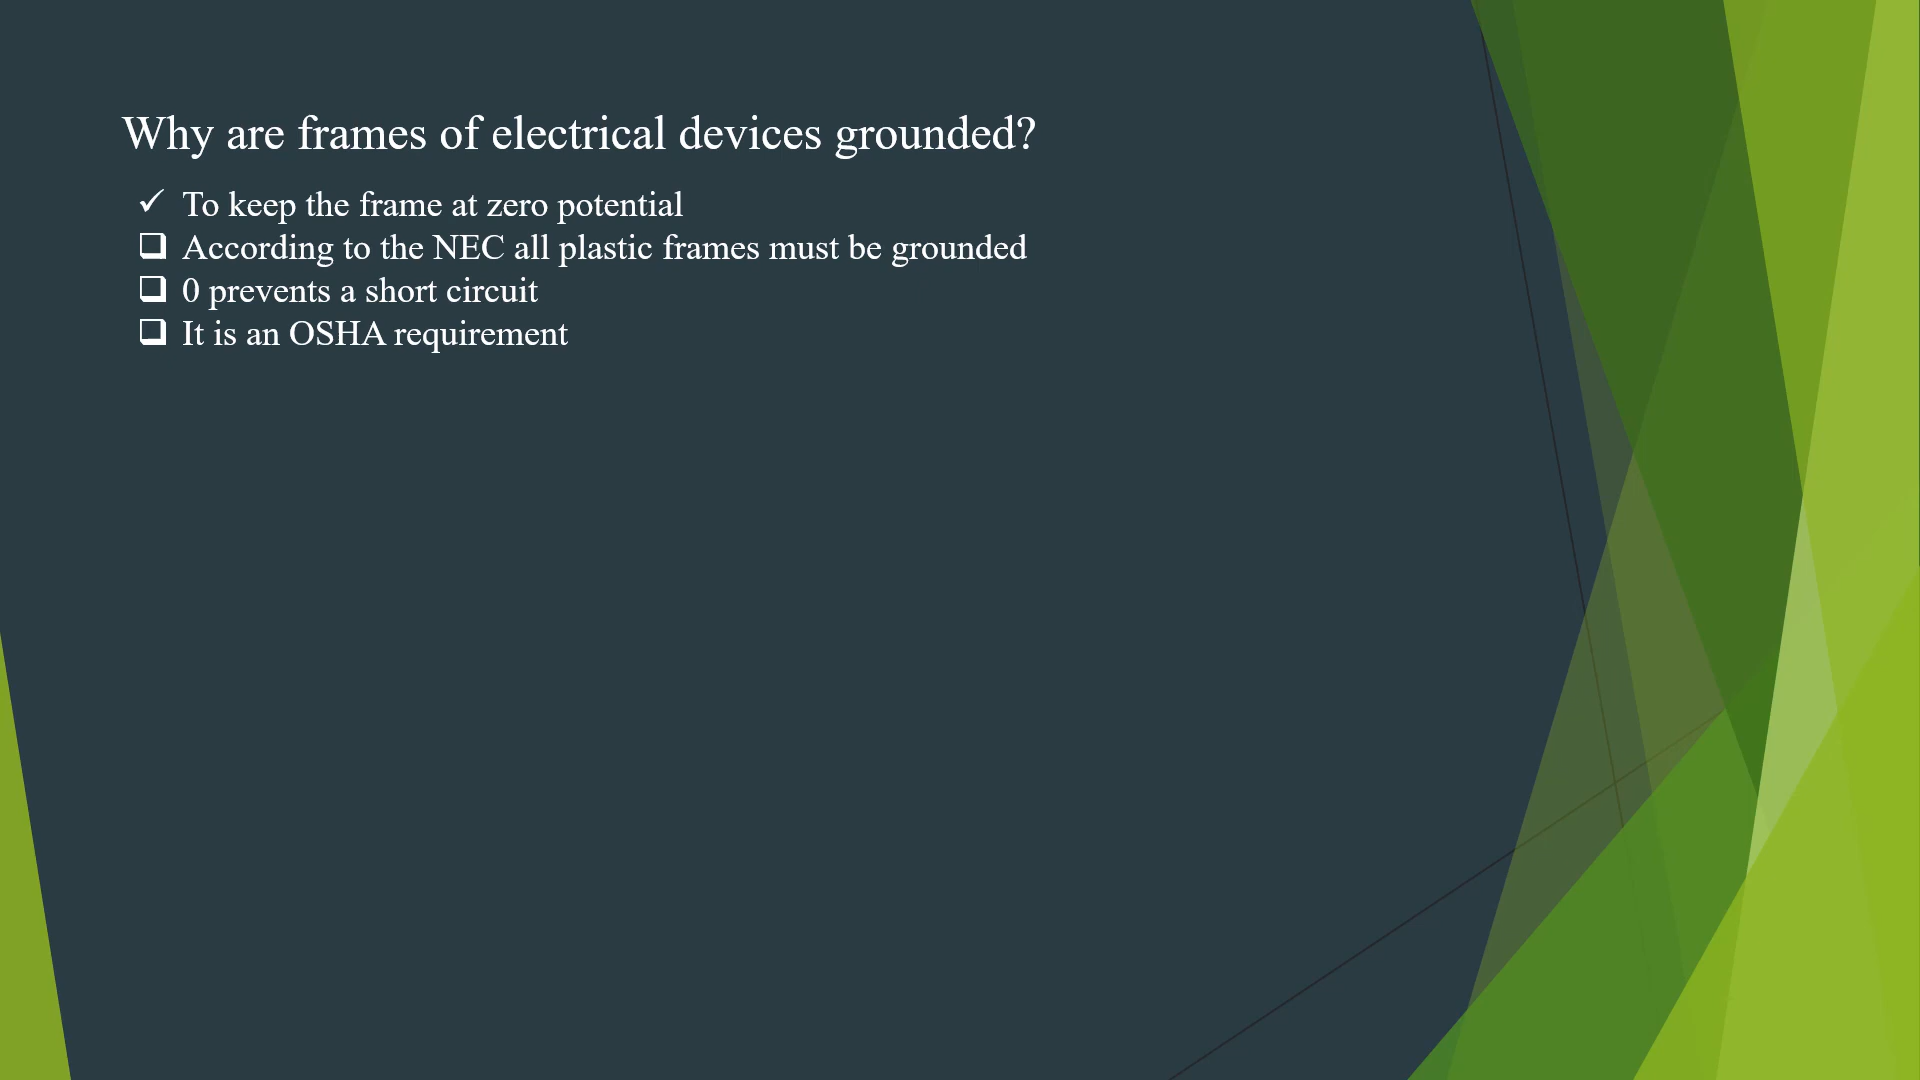 Why are frames of electrical devices grounded?
✓ To keep the frame at zero potential
❑ According to the NEC all plastic frames must be grounded
❑ 0 prevents a short circuit
❑ It is an OSHA requirement